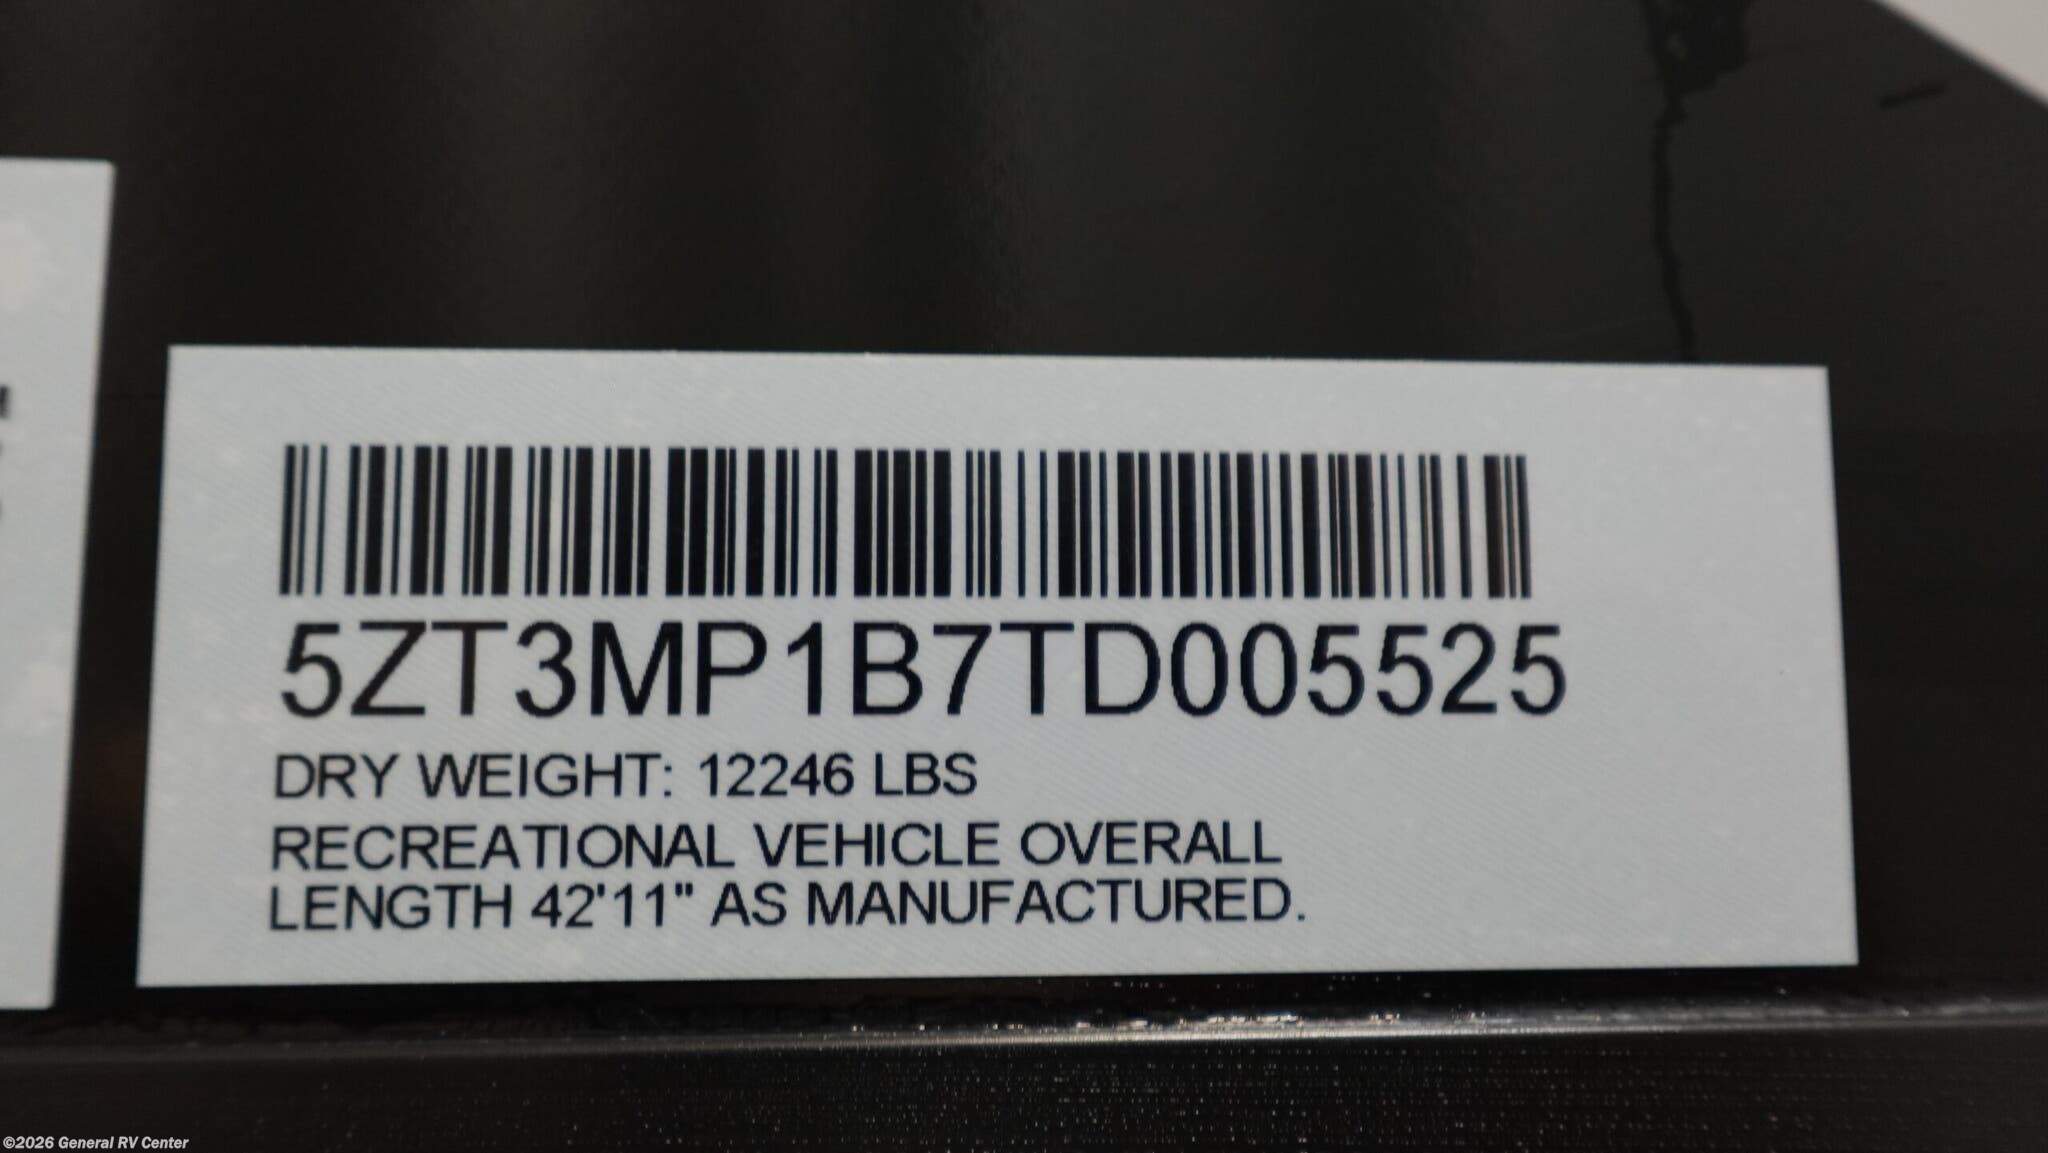 5ZT3MP1B7TD005525
DRY WEIGHT: 12246 LBS
RECREATIONAL VEHICLE OVERALL
LENGTH 42'11" AS MANUFACTURED.
©2026 General RV Center